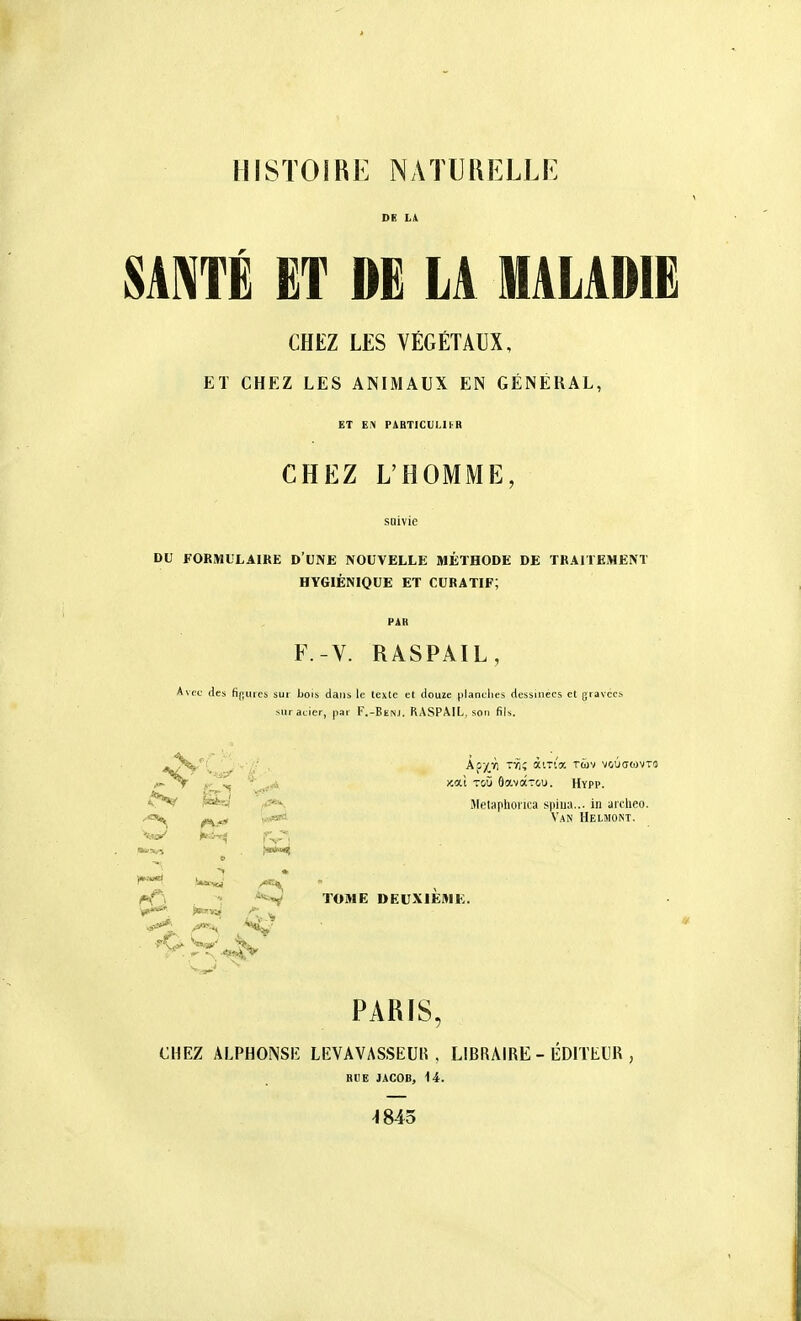 HISTOIRE NATURELLE
DE LA
SANTÉ ET DE LA MALADIE
CHEZ LES VÉGÉTAUX,
ET CHEZ LES ANIMAUX EN GÉNÉRAL,
ET EN PARTICULIER
CHEZ L'HOMME,
suivie
DU FORMULAIRE D'UNE NOUVELLE MÉTHODE DE TRAITEMENT
HYGIÉNIQUE ET CURATIF;
PAR
F.-V. RASPAIL,
Avec des figures sur bois dans le texte et douze planches dessinées et gravées
sur acier, par F.-BENJ. RASPAIL, son fils.
Ἀρχὴ τῆς ἀιτία τῶν νούσωντο
καὶ τοῦ θανάτου. HYPP.
Metaphorica spina... in archeo.
VAN HELMONT.
TOME DEUXIÈME.
PARIS,
CHEZ ALPHONSE LEVAVASSEUR, LIBRAIRE-ÉDITEUR,
RUE JACOB, 14.
1845